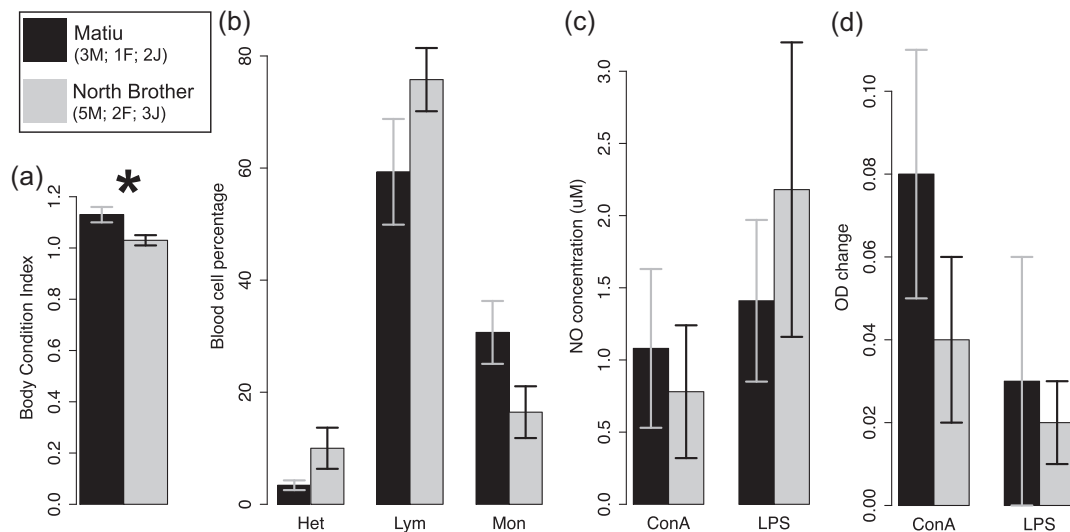 Matiu
(3M; 1F; 2J)
North Brother
(5M; 2F; 3J)
(a)
*
Body Condition Index
0.0 0.2 0.4 0.6 0.8 1.0 1.2
(b)
Blood cell percentage
0 20 40 60 80
Het Lym Mon
(c)
NO concentration (uM)
0.0 0.5 1.0 1.5 2.0 2.5 3.0
ConA LPS
(d)
OD change
0.00 0.02 0.04 0.06 0.08 0.10
ConA LPS